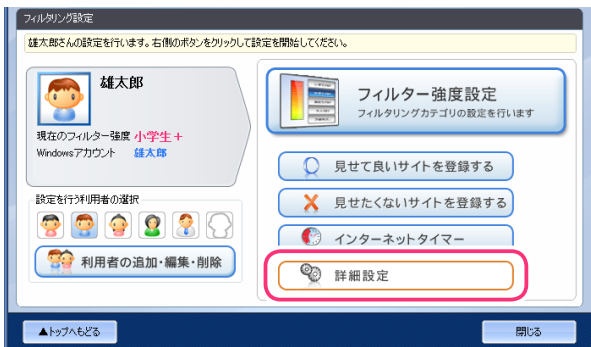 フィルタリング設定
雄太郎さんの設定を行います。右側のボタンをクリックして設定を開始してください。
雄太郎
現在のフィルター強度 小学生＋
Windowsアカウント 雄太郎
設定を行う利用者の選択
利用者の追加・編集・削除
フィルター強度設定
フィルタリングカテゴリの設定を行います
見せて良いサイトを登録する
見せたくないサイトを登録する
インターネットタイマー
詳細設定
▲トップへもどる
閉じる